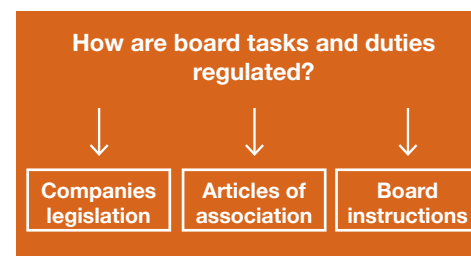 How are board tasks and duties
regulated?
Companies
legislation
Articles of
association
Board
instructions